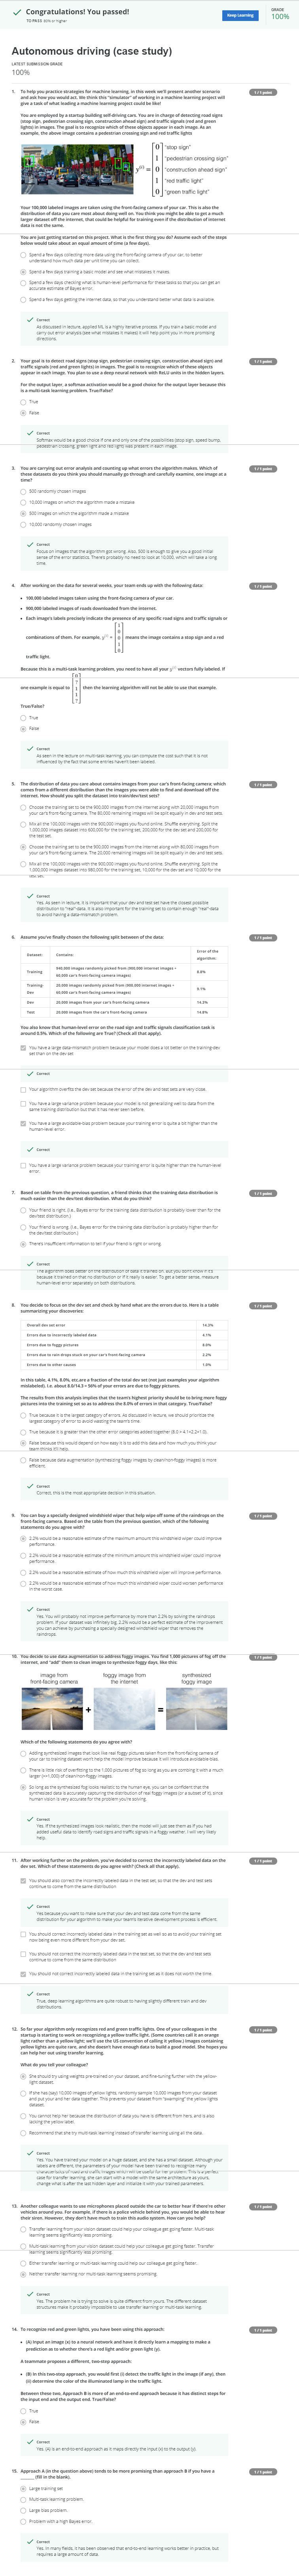 Congratulations! You passed!
TO PASS 80% or higher
Keep Learning
GRADE
100%
Autonomous driving (case study)
LATEST SUBMISSION GRADE
100%
1. To help you practice strategies for machine learning, in this week we'll present another scenario
and ask how you would act. We think this "simulator" of working in a machine learning project will
give a task of what leading a machine learning project could be like!
1 / 1 point
You are employed by a startup building self-driving cars. You are in charge of detecting road signs
(stop sign, pedestrian crossing sign, construction ahead sign) and traffic signals (red and green
lights) in images. The goal is to recognize which of these objects appear in each image. As an
example, the above image contains a pedestrian crossing sign and red traffic lights
y(i) =
0 "stop sign"
1 "pedestrian crossing sign"
0 "construction ahead sign"
1 "red traffic light"
0 "green traffic light"
Your 100,000 labeled images are taken using the front-facing camera of your car. This is also the
distribution of data you care most about doing well on. You think you might be able to get a much
larger dataset off the internet, that could be helpful for training even if the distribution of internet
data is not the same.
You are just getting started on this project. What is the first thing you do? Assume each of the steps
below would take about an equal amount of time (a few days).
Spend a few days collecting more data using the front-facing camera of your car, to better
understand how much data per unit time you can collect.
Spend a few days training a basic model and see what mistakes it makes.
Spend a few days checking what is human-level performance for these tasks so that you can get an
accurate estimate of Bayes error.
Spend a few days getting the internet data, so that you understand better what data is available.
Correct
As discussed in lecture, applied ML is a highly iterative process. If you train a basic model and
carry out error analysis (see what mistakes it makes) it will help point you in more promising
directions.
2. Your goal is to detect road signs (stop sign, pedestrian crossing sign, construction ahead sign) and
traffic signals (red and green lights) in images. The goal is to recognize which of these objects
appear in each image. You plan to use a deep neural network with ReLU units in the hidden layers.
1 / 1 point
For the output layer, a softmax activation would be a good choice for the output layer because this
is a multi-task learning problem. True/False?
True
False
Correct
Softmax would be a good choice if one and only one of the possibilities (stop sign, speed bump,
pedestrian crossing, green light and red light) was present in each image.
3. You are carrying out error analysis and counting up what errors the algorithm makes. Which of
these datasets do you think you should manually go through and carefully examine, one image at a
time?
1 / 1 point
500 randomly chosen images
10,000 images on which the algorithm made a mistake
500 images on which the algorithm made a mistake
10,000 randomly chosen images
Correct
Focus on images that the algorithm got wrong. Also, 500 is enough to give you a good initial
sense of the error statistics. There's probably no need to look at 10,000, which will take a long
time.
4. After working on the data for several weeks, your team ends up with the following data:
1 / 1 point
• 100,000 labeled images taken using the front-facing camera of your car.
• 900,000 labeled images of roads downloaded from the internet.
• Each image's labels precisely indicate the presence of any specific road signs and traffic signals or
combinations of them. For example, y(i) =
1
0
0
1
0
means the image contains a stop sign and a red
traffic light.
Because this is a multi-task learning problem, you need to have all your y(i) vectors fully labeled. If
one example is equal to
0
?
1
1
?
then the learning algorithm will not be able to use that example.
True/False?
True
False
Correct
As seen in the lecture on multi-task learning, you can compute the cost such that it is not
influenced by the fact that some entries haven't been labeled.
5. The distribution of data you care about contains images from your car's front-facing camera; which
comes from a different distribution than the images you were able to find and download off the
internet. How should you split the dataset into train/dev/test sets?
1 / 1 point
Choose the training set to be the 900,000 images from the internet along with 20,000 images from
your car's front-facing camera. The 80,000 remaining images will be split equally in dev and test sets.
Mix all the 100,000 images with the 900,000 images you found online. Shuffle everything. Split the
1,000,000 images dataset into 600,000 for the training set, 200,000 for the dev set and 200,000 for
the test set.
Choose the training set to be the 900,000 images from the internet along with 80,000 images from
your car's front-facing camera. The 20,000 remaining images will be split equally in dev and test sets.
Mix all the 100,000 images with the 900,000 images you found online. Shuffle everything. Split the
1,000,000 images dataset into 980,000 for the training set, 10,000 for the dev set and 10,000 for the
test set.
Correct
Yes. As seen in lecture, it is important that your dev and test set have the closest possible
distribution to "real"-data. It is also important for the training set to contain enough "real"-data
to avoid having a data-mismatch problem.
6. Assume you've finally chosen the following split between of the data:
1 / 1 point
Dataset: Contains: Error of the algorithm:
Training 940,000 images randomly picked from (900,000 internet images + 60,000 car's front-facing camera images) 8.8%
Training-Dev 20,000 images randomly picked from (900,000 internet images + 60,000 car's front-facing camera images) 9.1%
Dev 20,000 images from your car's front-facing camera 14.3%
Test 20,000 images from the car's front-facing camera 14.8%
You also know that human-level error on the road sign and traffic signals classification task is
around 0.5%. Which of the following are True? (Check all that apply).
You have a large data-mismatch problem because your model does a lot better on the training-dev
set than on the dev set
Correct
Your algorithm overfits the dev set because the error of the dev and test sets are very close.
You have a large variance problem because your model is not generalizing well to data from the
same training distribution but that it has never seen before.
You have a large avoidable-bias problem because your training error is quite a bit higher than the
human-level error.
Correct
You have a large variance problem because your training error is quite higher than the human-level
error.
7. Based on table from the previous question, a friend thinks that the training data distribution is
much easier than the dev/test distribution. What do you think?
1 / 1 point
Your friend is right. (I.e., Bayes error for the training data distribution is probably lower than for the
dev/test distribution.)
Your friend is wrong. (I.e., Bayes error for the training data distribution is probably higher than for
the dev/test distribution.)
There's insufficient information to tell if your friend is right or wrong.
Correct
The algorithm does better on the distribution of data it trained on. But you don't know if it's
because it trained on that no distribution or if it really is easier. To get a better sense, measure
human-level error separately on both distributions.
8. You decide to focus on the dev set and check by hand what are the errors due to. Here is a table
summarizing your discoveries:
1 / 1 point
Overall dev set error 14.3%
Errors due to incorrectly labeled data 4.1%
Errors due to foggy pictures 8.0%
Errors due to rain drops stuck on your car's front-facing camera 2.2%
Errors due to other causes 1.0%
In this table, 4.1%, 8.0%, etc.are a fraction of the total dev set (not just examples your algorithm
mislabeled). I.e. about 8.0/14.3 = 56% of your errors are due to foggy pictures.
The results from this analysis implies that the team's highest priority should be to bring more foggy
pictures into the training set so as to address the 8.0% of errors in that category. True/False?
True because it is the largest category of errors. As discussed in lecture, we should prioritize the
largest category of error to avoid wasting the team's time.
True because it is greater than the other error categories added together (8.0 > 4.1+2.2+1.0).
False because this would depend on how easy it is to add this data and how much you think your
team thinks it'll help.
False because data augmentation (synthesizing foggy images by clean/non-foggy images) is more
efficient.
Correct
Correct, this is the most appropriate decision in this situation.
9. You can buy a specially designed windshield wiper that help wipe off some of the raindrops on the
front-facing camera. Based on the table from the previous question, which of the following
statements do you agree with?
1 / 1 point
2.2% would be a reasonable estimate of the maximum amount this windshield wiper could improve
performance.
2.2% would be a reasonable estimate of the minimum amount this windshield wiper could improve
performance.
2.2% would be a reasonable estimate of how much this windshield wiper will improve performance.
2.2% would be a reasonable estimate of how much this windshield wiper could worsen performance
in the worst case.
Correct
Yes. You will probably not improve performance by more than 2.2% by solving the raindrops
problem. If your dataset was infinitely big, 2.2% would be a perfect estimate of the improvement
you can achieve by purchasing a specially designed windshield wiper that removes the
raindrops.
10. You decide to use data augmentation to address foggy images. You find 1,000 pictures of fog off the
internet, and "add" them to clean images to synthesize foggy days, like this:
1 / 1 point
image from
front-facing camera
foggy image from
the internet
synthesized
foggy image
+
=
Which of the following statements do you agree with?
Adding synthesized images that look like real foggy pictures taken from the front-facing camera of
your car to training dataset won't help the model improve because it will introduce avoidable-bias.
There is little risk of overfitting to the 1,000 pictures of fog so long as you are combing it with a much
larger (>>1,000) of clean/non-foggy images.
So long as the synthesized fog looks realistic to the human eye, you can be confident that the
synthesized data is accurately capturing the distribution of real foggy images (or a subset of it), since
human vision is very accurate for the problem you're solving.
Correct
Yes. If the synthesized images look realistic, then the model will just see them as if you had
added useful data to identify road signs and traffic signals in a foggy weather. I will very likely
help.
11. After working further on the problem, you've decided to correct the incorrectly labeled data on the
dev set. Which of these statements do you agree with? (Check all that apply).
1 / 1 point
You should also correct the incorrectly labeled data in the test set, so that the dev and test sets
continue to come from the same distribution
Correct
Yes because you want to make sure that your dev and test data come from the same
distribution for your algorithm to make your team's iterative development process is efficient.
You should correct incorrectly labeled data in the training set as well so as to avoid your training set
now being even more different from your dev set.
You should not correct the incorrectly labeled data in the test set, so that the dev and test sets
continue to come from the same distribution
You should not correct incorrectly labeled data in the training set as it does not worth the time.
Correct
True, deep learning algorithms are quite robust to having slightly different train and dev
distributions.
12. So far your algorithm only recognizes red and green traffic lights. One of your colleagues in the
startup is starting to work on recognizing a yellow traffic light. (Some countries call it an orange
light rather than a yellow light; we'll use the US convention of calling it yellow.) Images containing
yellow lights are quite rare, and she doesn't have enough data to build a good model. She hopes you
can help her out using transfer learning.
1 / 1 point
What do you tell your colleague?
She should try using weights pre-trained on your dataset, and fine-tuning further with the yellow-
light dataset.
If she has (say) 10,000 images of yellow lights, randomly sample 10,000 images from your dataset
and put your and her data together. This prevents your dataset from "swamping" the yellow lights
dataset.
You cannot help her because the distribution of data you have is different from hers, and is also
lacking the yellow label.
Recommend that she try multi-task learning instead of transfer learning using all the data.
Correct
Yes. You have trained your model on a huge dataset, and she has a small dataset. Although your
labels are different, the parameters of your model have been trained to recognize many
characteristics of road and traffic images which will be useful for her problem. This is a perfect
case for transfer learning, she can start with a model with the same architecture as yours,
change what is after the last hidden layer and initialize it with your trained parameters.
13. Another colleague wants to use microphones placed outside the car to better hear if there're other
vehicles around you. For example, if there is a police vehicle behind you, you would be able to hear
their siren. However, they don't have much to train this audio system. How can you help?
1 / 1 point
Transfer learning from your vision dataset could help your colleague get going faster. Multi-task
learning seems significantly less promising.
Multi-task learning from your vision dataset could help your colleague get going faster. Transfer
learning seems significantly less promising.
Either transfer learning or multi-task learning could help our colleague get going faster.
Neither transfer learning nor multi-task learning seems promising.
Correct
Yes. The problem he is trying to solve is quite different from yours. The different dataset
structures make it probably impossible to use transfer learning or multi-task learning.
14. To recognize red and green lights, you have been using this approach:
1 / 1 point
• (A) Input an image (x) to a neural network and have it directly learn a mapping to make a
prediction as to whether there's a red light and/or green light (y).
A teammate proposes a different, two-step approach:
• (B) In this two-step approach, you would first (i) detect the traffic light in the image (if any), then
(ii) determine the color of the illuminated lamp in the traffic light.
Between these two, Approach B is more of an end-to-end approach because it has distinct steps for
the input end and the output end. True/False?
True
False
Correct
Yes. (A) is an end-to-end approach as it maps directly the input (x) to the output (y).
15. Approach A (in the question above) tends to be more promising than approach B if you have a
________ (fill in the blank).
1 / 1 point
Large training set
Multi-task learning problem.
Large bias problem.
Problem with a high Bayes error.
Correct
Yes. In many fields, it has been observed that end-to-end learning works better in practice, but
requires a large amount of data.